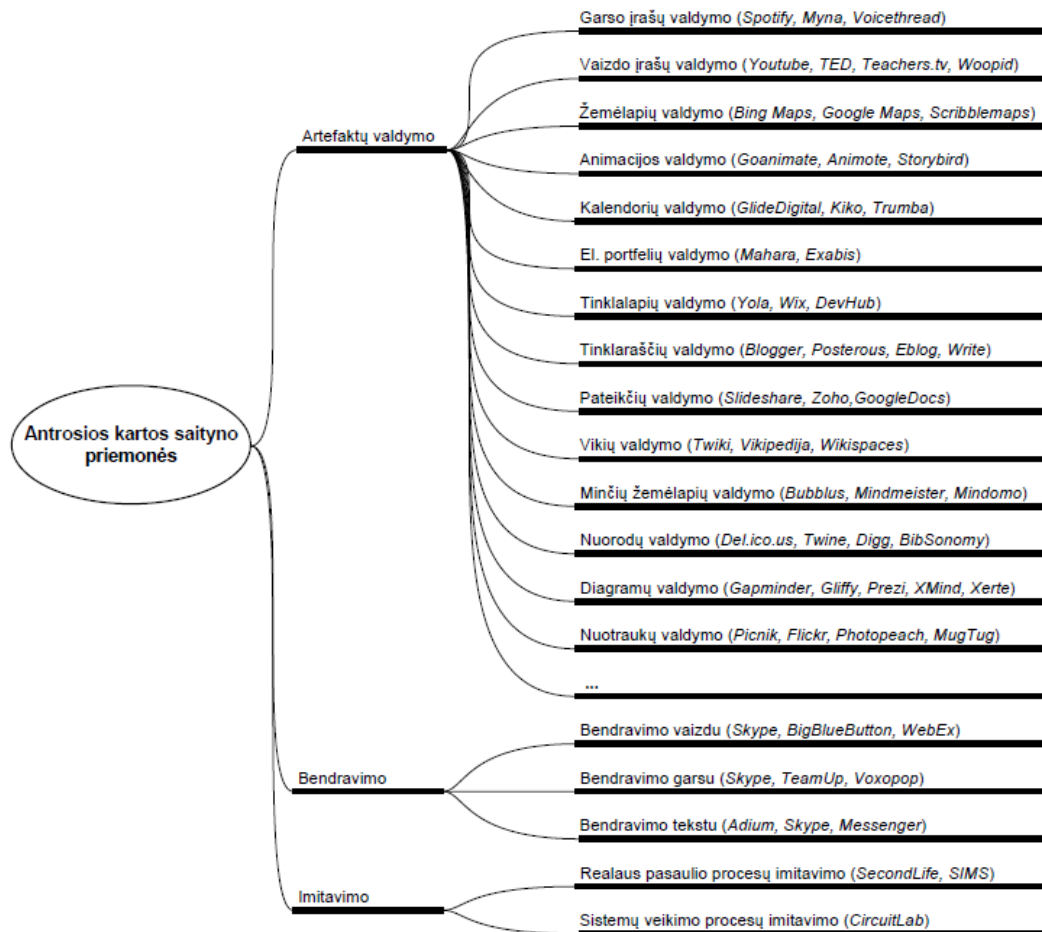 Garso įrašų valdymo (Spotify, Myna, Voicethread)
Vaizdo įrašų valdymo (Youtube, TED, Teachers.tv, Woopid)
Žemėlapių valdymo (Bing Maps, Google Maps, Scribblemaps)
Artefaktų valdymo
Animacijos valdymo (Goanimate, Animote, Storybird)
Kalendorių valdymo (GlideDigital, Kiko, Trumba)
El. portfelių valdymo (Mahara, Exabis)
Tinklalapių valdymo (Yola, Wix, DevHub)
Tinklaraščių valdymo (Blogger, Posterous, Eblog, Write)
Pateikčių valdymo (Slideshare, Zoho,GoogleDocs)
Antrosios kartos saityno
priemonės
Vikių valdymo (Twiki, Vikipedija, Wikispaces)
Minčių žemėlapių valdymo (Bubblus, Mindmeister, Mindomo)
Nuorodų valdymo (Del.ico.us, Twine, Digg, BibSonomy)
Diagramų valdymo (Gapminder, Gliffy, Prezi, XMind, Xerte)
Nuotraukų valdymo (Picnik, Flickr, Photopeach, MugTug)
...
Bendravimo vaizdu (Skype, BigBlueButton, WebEx)
Bendravimo
Bendravimo garsu (Skype, TeamUp, Voxopop)
Bendravimo tekstu (Adium, Skype, Messenger)
Realaus pasaulio procesų imitavimo (SecondLife, SIMS)
Imitavimo
Sistemų veikimo procesų imitavimo (CircuitLab)